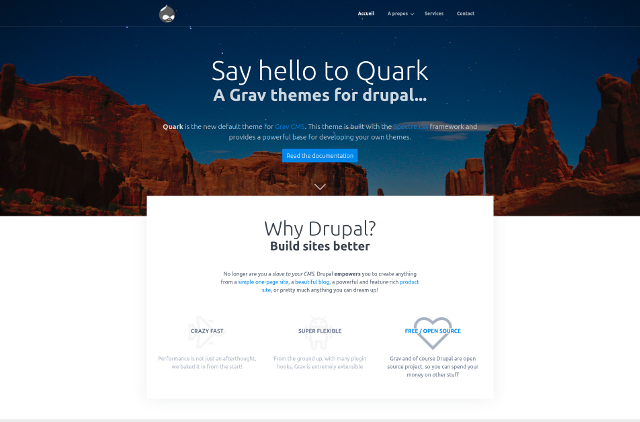 Accueil A propos Services Contact
Say hello to Quark
A Grav themes for drupal...
Quark is the new default theme for Grav CMS. This theme is built with the Spectre.css framework and
provides a powerful base for developing your own themes.
Read the documentation
Why Drupal?
Build sites better
No longer are you a slave to your CMS. Drupal empowers you to create anything
from a simple one-page site, a beautiful blog, a powerful and feature-rich product
site, or pretty much anything you can dream up!
CRAZY FAST SUPER FLEXIBLE FREE / OPEN SOURCE
Performance is not just an afterthought,
we baked it in from the start!
From the ground up, with many plugin
hooks, Grav is extremely extensible
Grav and of course Drupal are open
source project, so you can spend your
money on other stuff